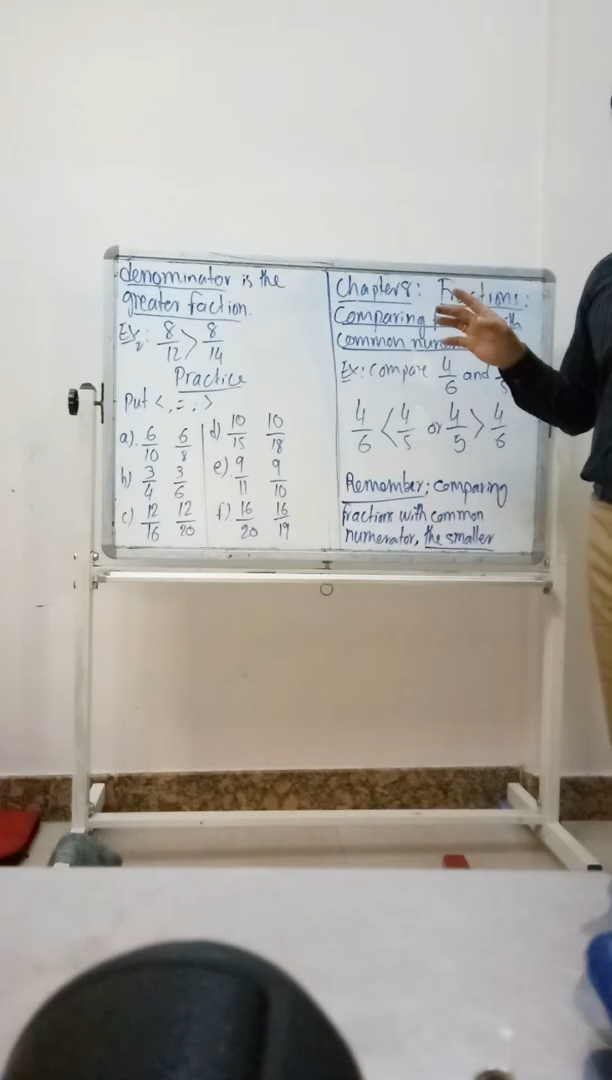 Chapter 8: Fractions:
Comparing
common num
Ex: compare 4/6 and
4/6 < 4/5 or 4/5 > 4/6
Remember: comparing
fractions with common
numerator, the smaller
denominator is the
greater faction.
Ex2: 8/12 > 8/14
Practice
Put <, =, >
a). 6/10 6/8
b) 3/4 3/6
c) 12/16 12/20
d) 10/15 10/18
e) 9/11 9/10
f). 16/20 16/19